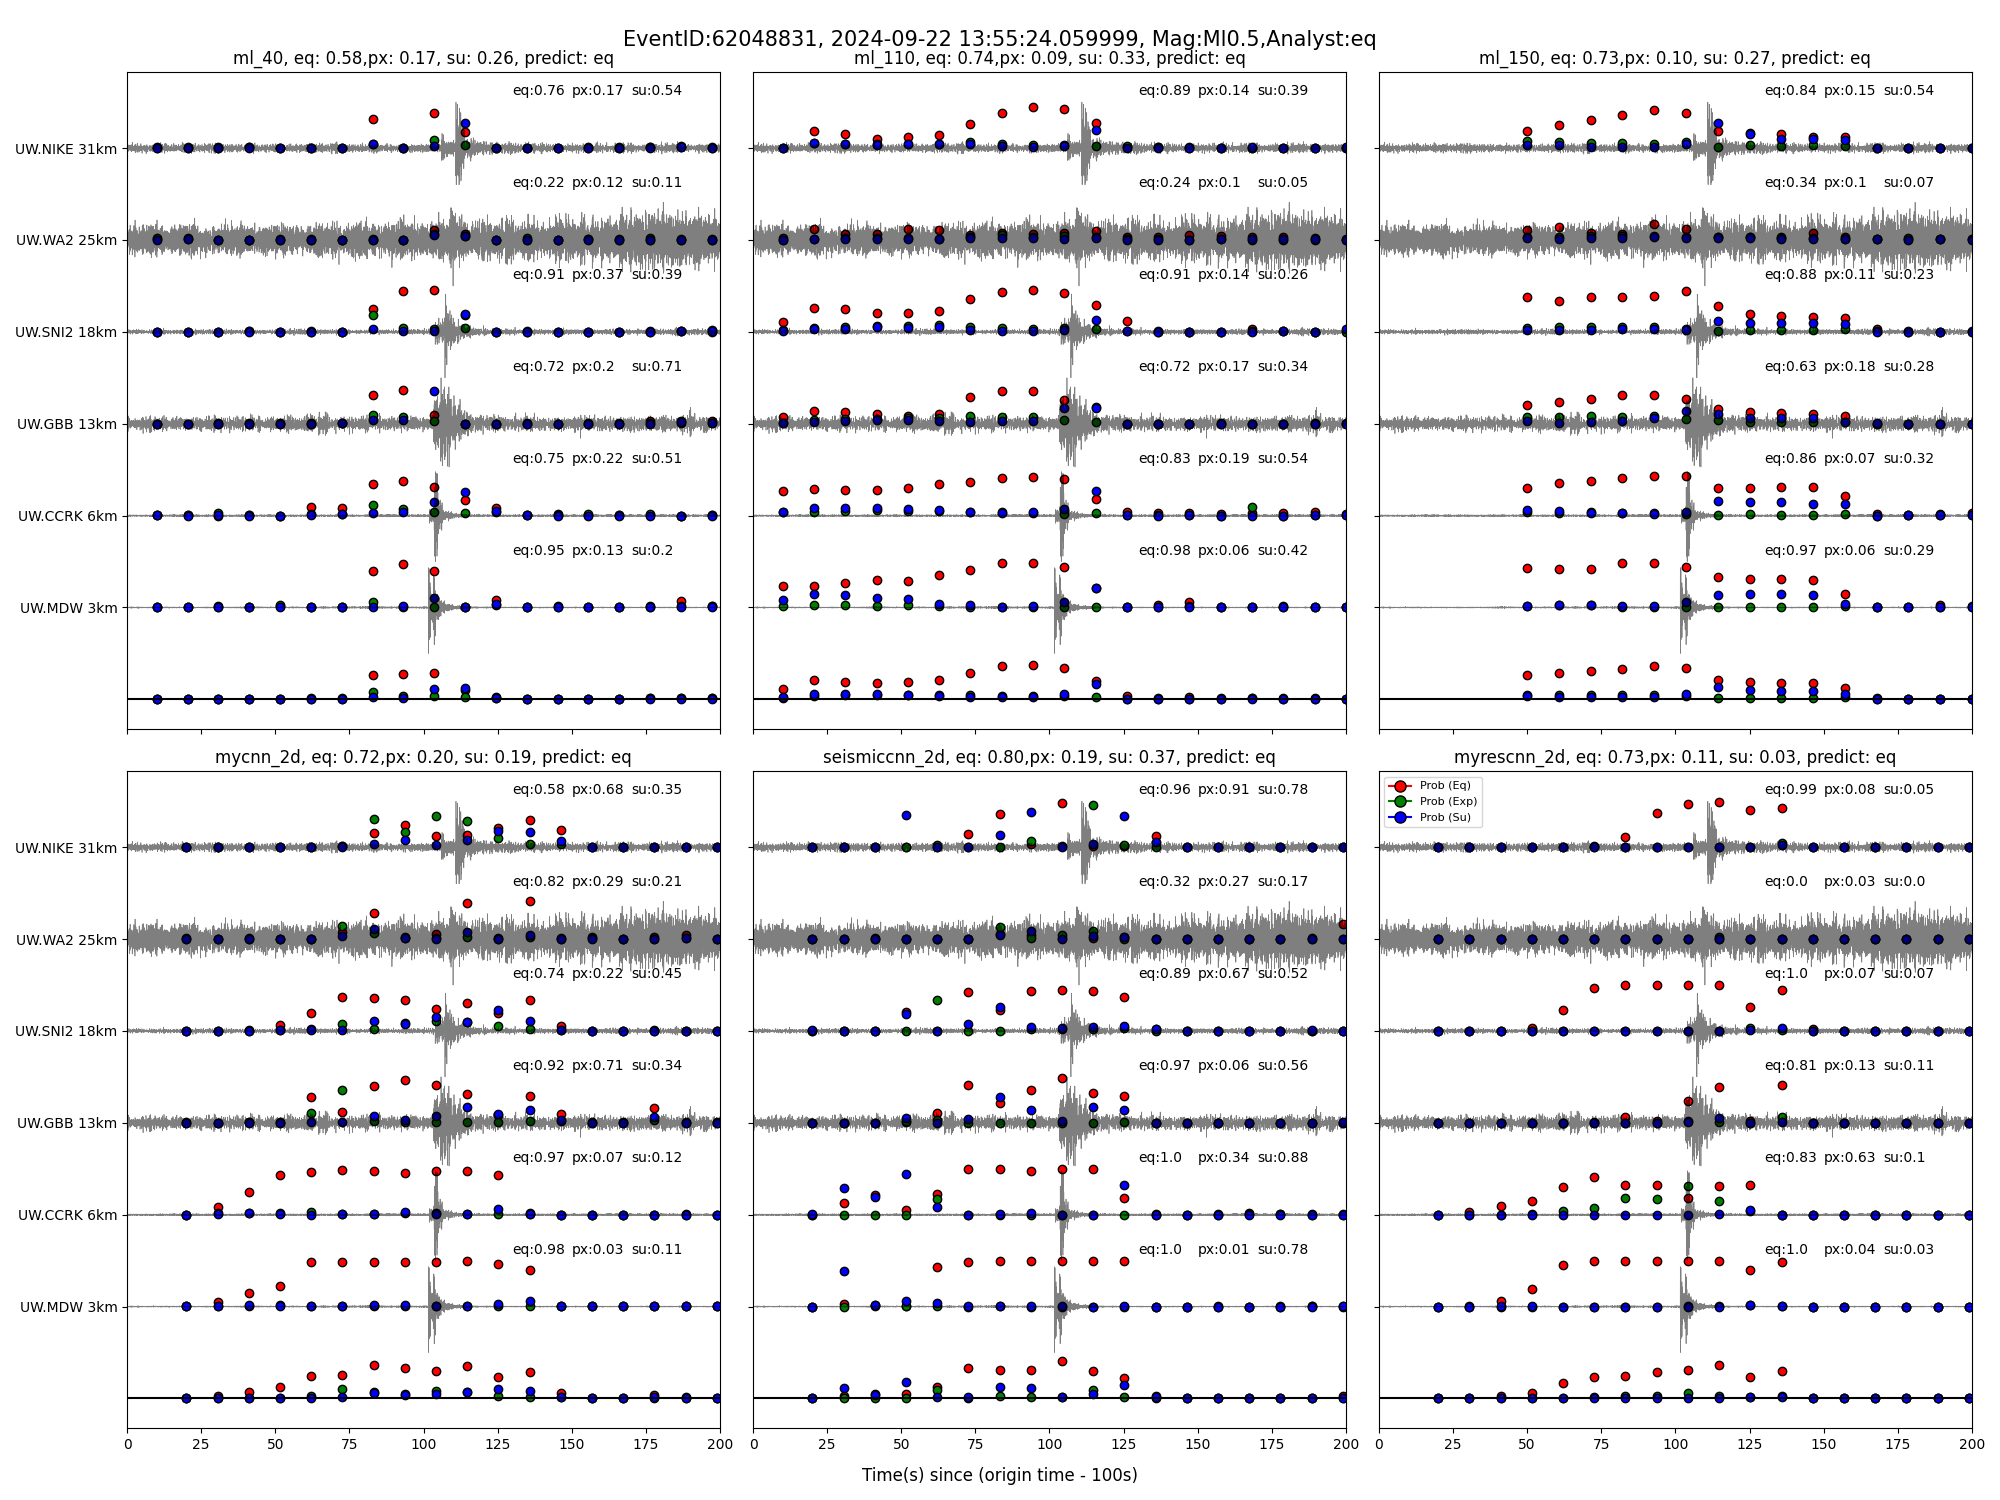 EventID:62048831, 2024-09-22 13:55:24.059999, Mag:Ml0.5,Analyst:eq
ml_40, eq: 0.58,px: 0.17, su: 0.26, predict: eq
eq:0.76 px:0.17 su:0.54
UW.NIKE 31km
eq:0.22 px:0.12 su:0.11
UW.WA2 25km
eq:0.91 px:0.37 su:0.39
UW.SNI2 18km
eq:0.72 px:0.2 su:0.71
UW.GBB 13km
eq:0.75 px:0.22 su:0.51
UW.CCRK 6km
eq:0.95 px:0.13 su:0.2
UW.MDW 3km
ml_110, eq: 0.74,px: 0.09, su: 0.33, predict: eq
eq:0.89 px:0.14 su:0.39
eq:0.24 px:0.1 su:0.05
eq:0.91 px:0.14 su:0.26
eq:0.72 px:0.17 su:0.34
eq:0.83 px:0.19 su:0.54
eq:0.98 px:0.06 su:0.42
ml_150, eq: 0.73,px: 0.10, su: 0.27, predict: eq
eq:0.84 px:0.15 su:0.54
eq:0.34 px:0.1 su:0.07
eq:0.88 px:0.11 su:0.23
eq:0.63 px:0.18 su:0.28
eq:0.86 px:0.07 su:0.32
eq:0.97 px:0.06 su:0.29
mycnn_2d, eq: 0.72,px: 0.20, su: 0.19, predict: eq
eq:0.58 px:0.68 su:0.35
UW.NIKE 31km
eq:0.82 px:0.29 su:0.21
UW.WA2 25km
eq:0.74 px:0.22 su:0.45
UW.SNI2 18km
eq:0.92 px:0.71 su:0.34
UW.GBB 13km
eq:0.97 px:0.07 su:0.12
UW.CCRK 6km
eq:0.98 px:0.03 su:0.11
UW.MDW 3km
0 25 50 75 100 125 150 175 200
seismiccnn_2d, eq: 0.80,px: 0.19, su: 0.37, predict: eq
eq:0.96 px:0.91 su:0.78
eq:0.32 px:0.27 su:0.17
eq:0.89 px:0.67 su:0.52
eq:0.97 px:0.06 su:0.56
eq:1.0 px:0.34 su:0.88
eq:1.0 px:0.01 su:0.78
0 25 50 75 100 125 150 175 200
myrescnn_2d, eq: 0.73,px: 0.11, su: 0.03, predict: eq
Prob (Eq)
Prob (Exp)
Prob (Su)
eq:0.99 px:0.08 su:0.05
eq:0.0 px:0.03 su:0.0
eq:1.0 px:0.07 su:0.07
eq:0.81 px:0.13 su:0.11
eq:0.83 px:0.63 su:0.1
eq:1.0 px:0.04 su:0.03
0 25 50 75 100 125 150 175 200
Time(s) since (origin time - 100s)